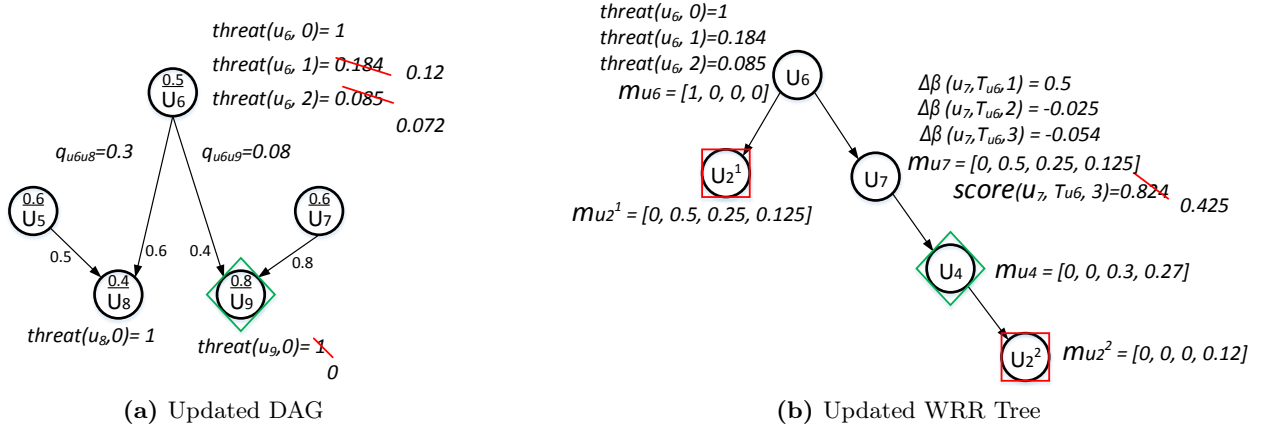 threat(u6, 0)= 1
threat(u6, 1)= 0.184
0.12
threat(u6, 2)= 0.085
0.072
0.5
U6
qu6u8=0.3
qu6u9=0.08
0.6
U5
0.6
U7
0.5
0.6
0.4
0.8
0.4
U8
0.8
U9
threat(u8,0)= 1
threat(u9,0)= 1
0
(a) Updated DAG
threat(u6, 0)=1
threat(u6, 1)=0.184
threat(u6, 2)=0.085
mu6 = [1, 0, 0, 0]
U6
Δβ (u7,Tu6,1) = 0.5
Δβ (u7,Tu6,2) = -0.025
Δβ (u7,Tu6,3) = -0.054
mu7 = [0, 0.5, 0.25, 0.125]
score(u7, Tu6, 3)=0.824
0.425
U2¹
U7
mu2¹ = [0, 0.5, 0.25, 0.125]
U4
mu4 = [0, 0, 0.3, 0.27]
U2²
mu2² = [0, 0, 0, 0.12]
(b) Updated WRR Tree